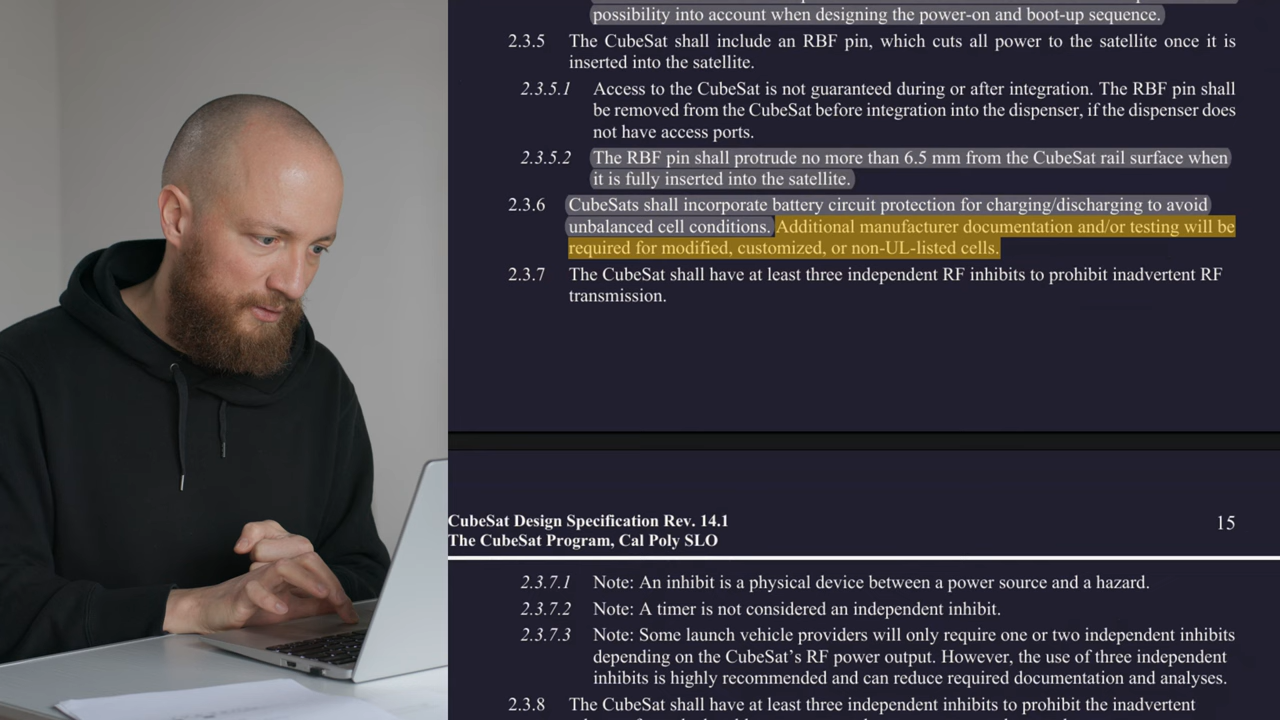 possibility into account when designing the power-on and boot-up sequence.
2.3.5 The CubeSat shall include an RBF pin, which cuts all power to the satellite once it is
inserted into the satellite.
2.3.5.1 Access to the CubeSat is not guaranteed during or after integration. The RBF pin shall
be removed from the CubeSat before integration into the dispenser, if the dispenser does
not have access ports.
2.3.5.2 The RBF pin shall protrude no more than 6.5 mm from the CubeSat rail surface when
it is fully inserted into the satellite.
2.3.6 CubeSats shall incorporate battery circuit protection for charging/discharging to avoid
unbalanced cell conditions. Additional manufacturer documentation and/or testing will be
required for modified, customized, or non-UL-listed cells.
2.3.7 The CubeSat shall have at least three independent RF inhibits to prohibit inadvertent RF
transmission.
CubeSat Design Specification Rev. 14.1 15
The CubeSat Program, Cal Poly SLO
2.3.7.1 Note: An inhibit is a physical device between a power source and a hazard.
2.3.7.2 Note: A timer is not considered an independent inhibit.
2.3.7.3 Note: Some launch vehicle providers will only require one or two independent inhibits
depending on the CubeSat's RF power output. However, the use of three independent
inhibits is highly recommended and can reduce required documentation and analyses.
2.3.8 The CubeSat shall have at least three independent inhibits to prohibit the inadvertent